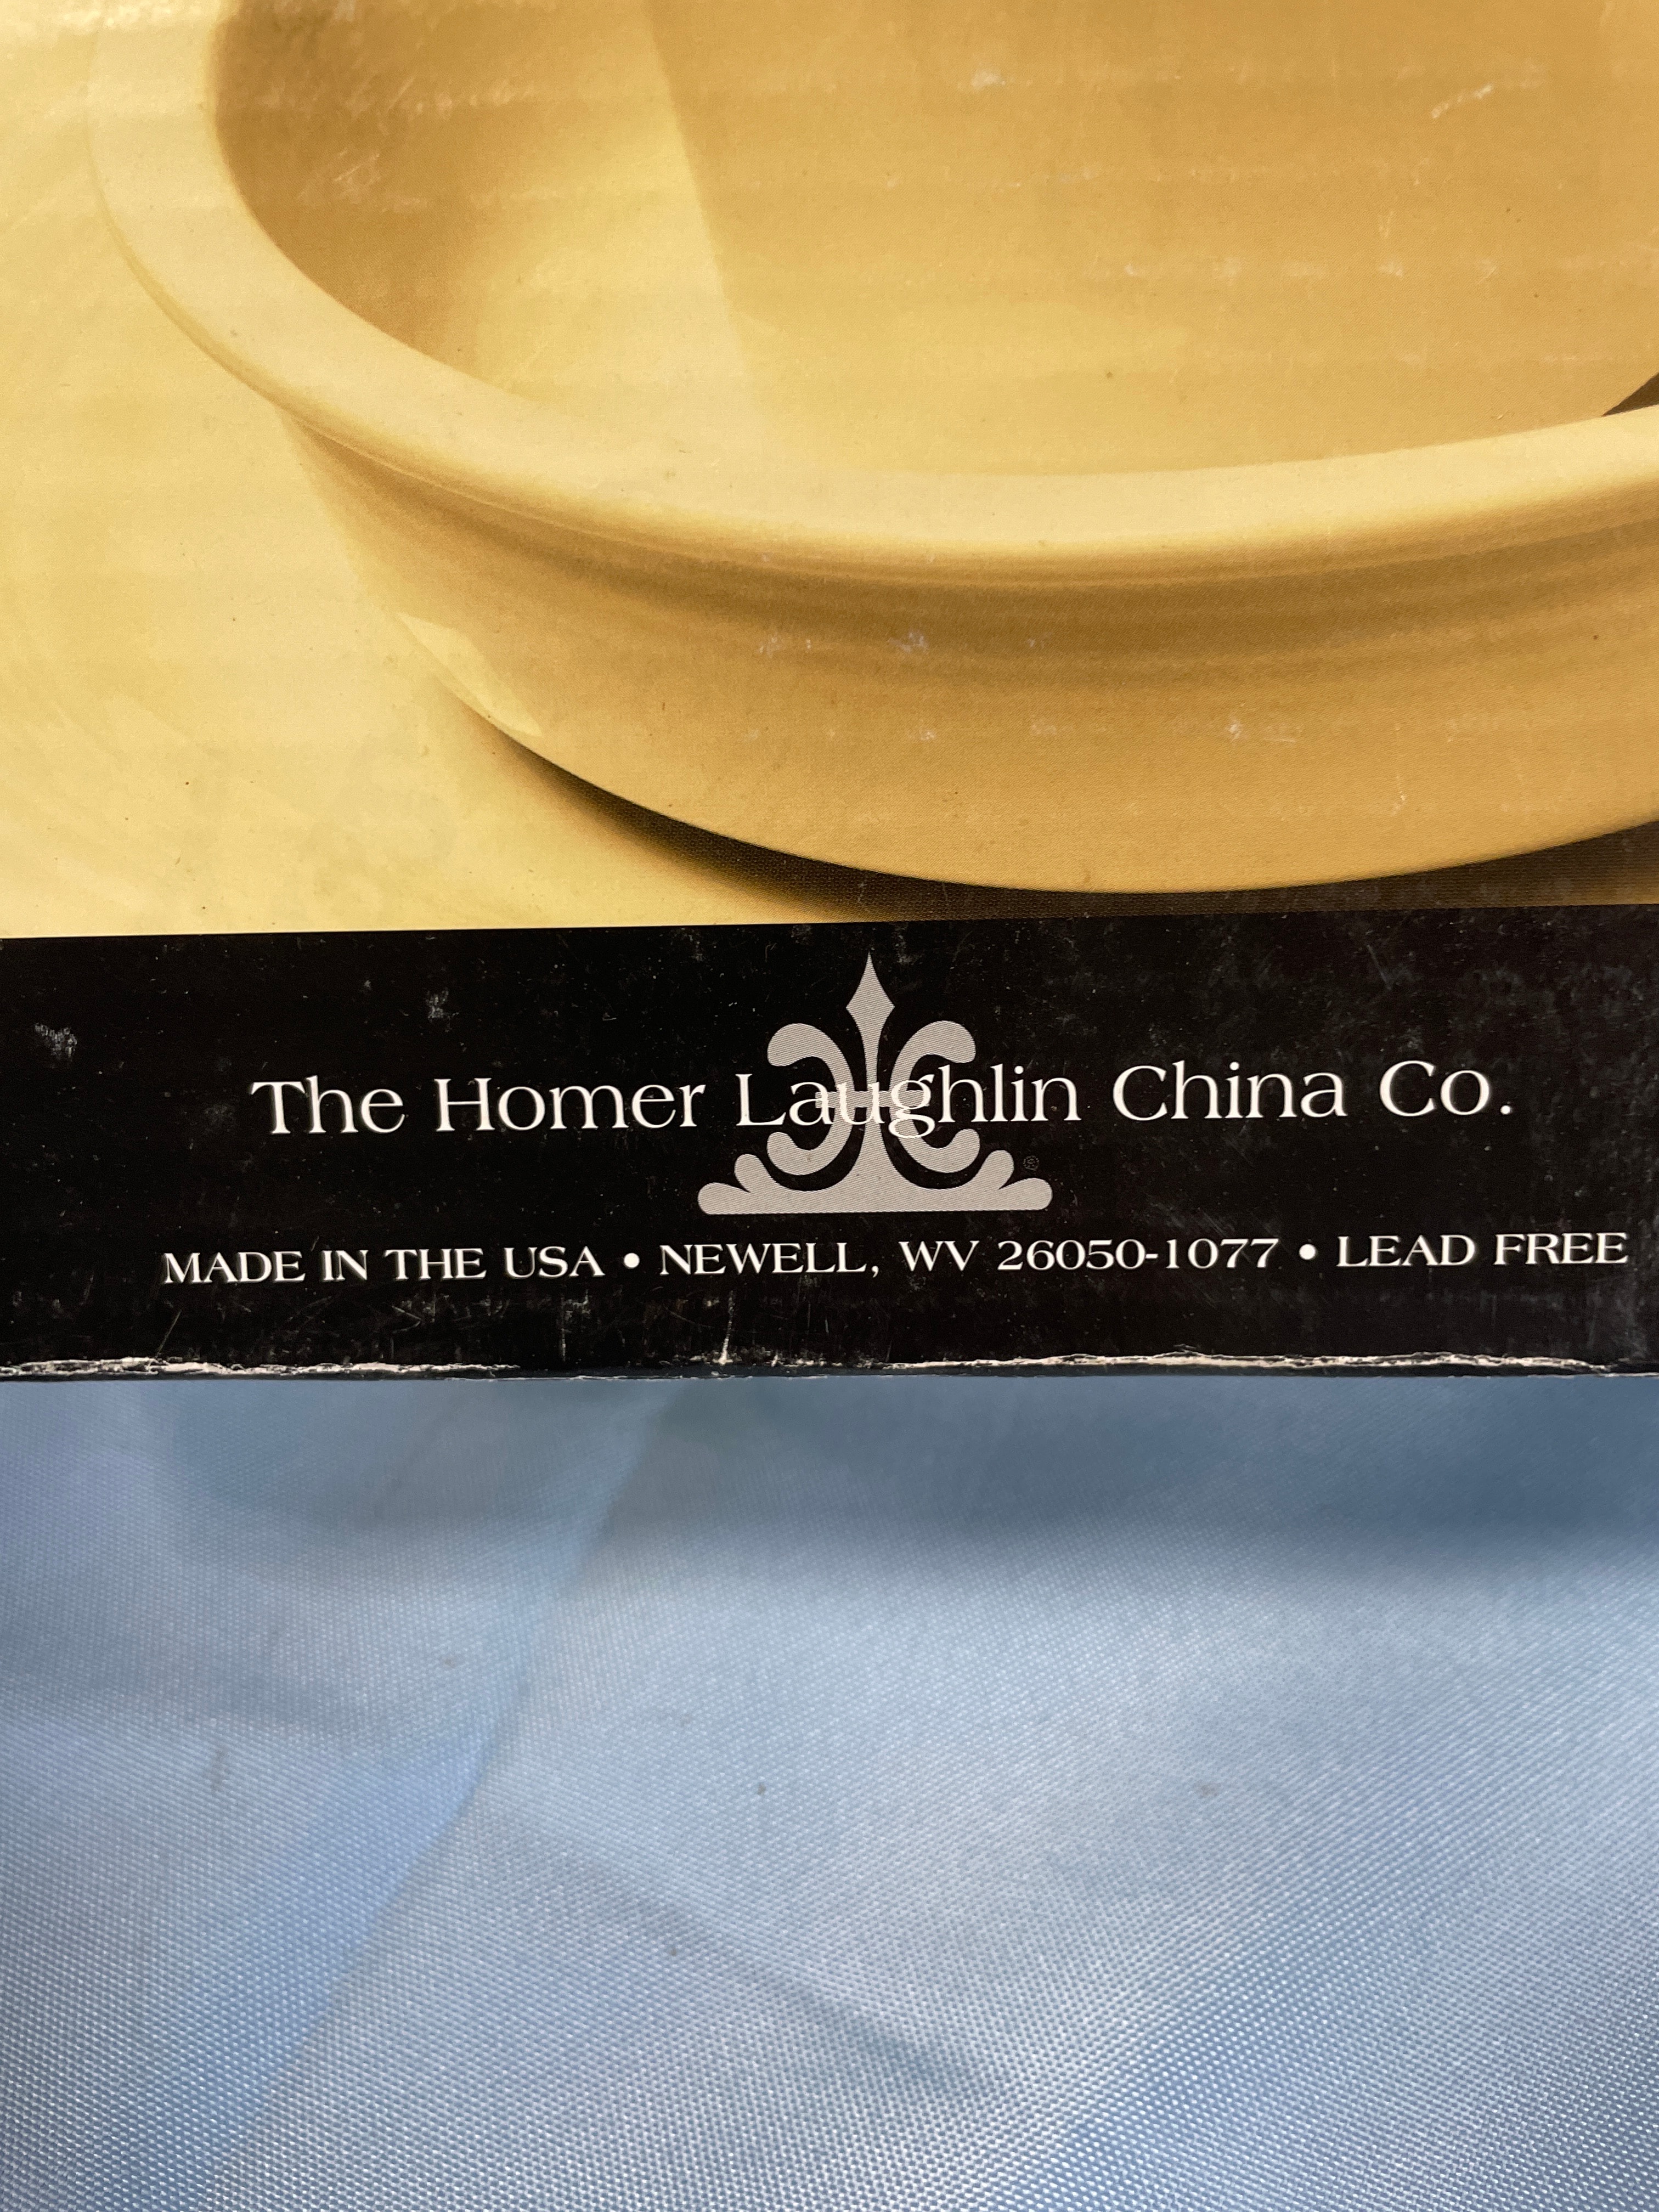 The Homer Laughlin China Co.
®
MADE IN THE USA • NEWELL, WV 26050-1077 • LEAD FREE